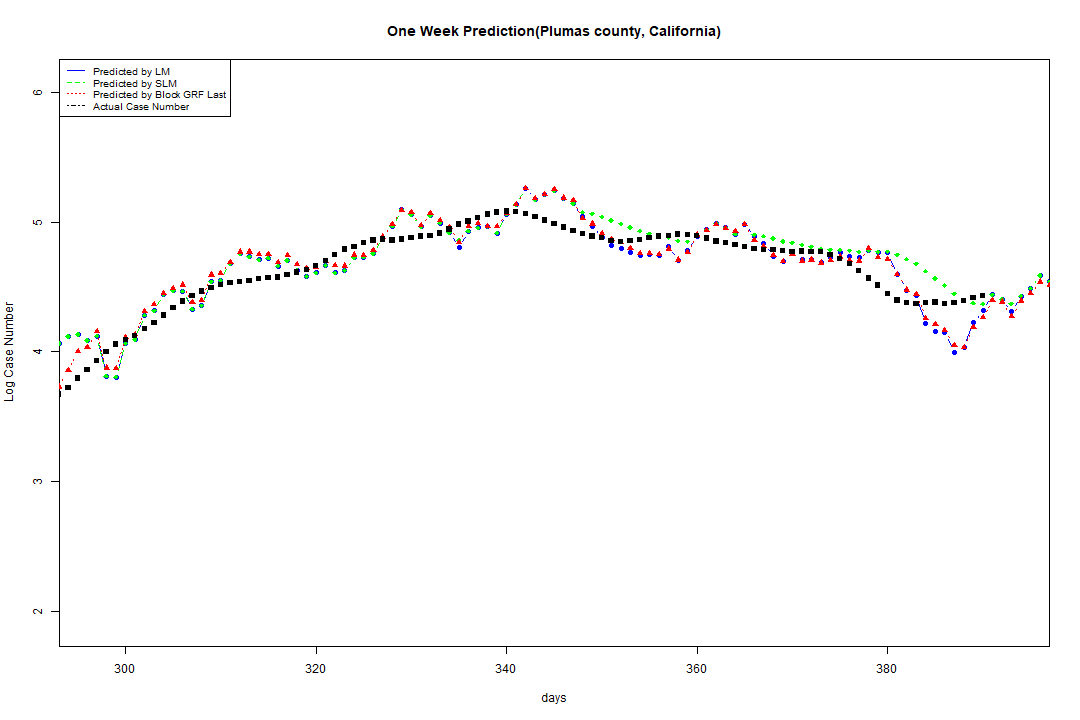 One Week Prediction(Plumas county, California)
Predicted by LM
Predicted by SLM
Predicted by Block GRF Last
Actual Case Number
6
5
4
3
2
Log Case Number
300 320 340 360 380
days